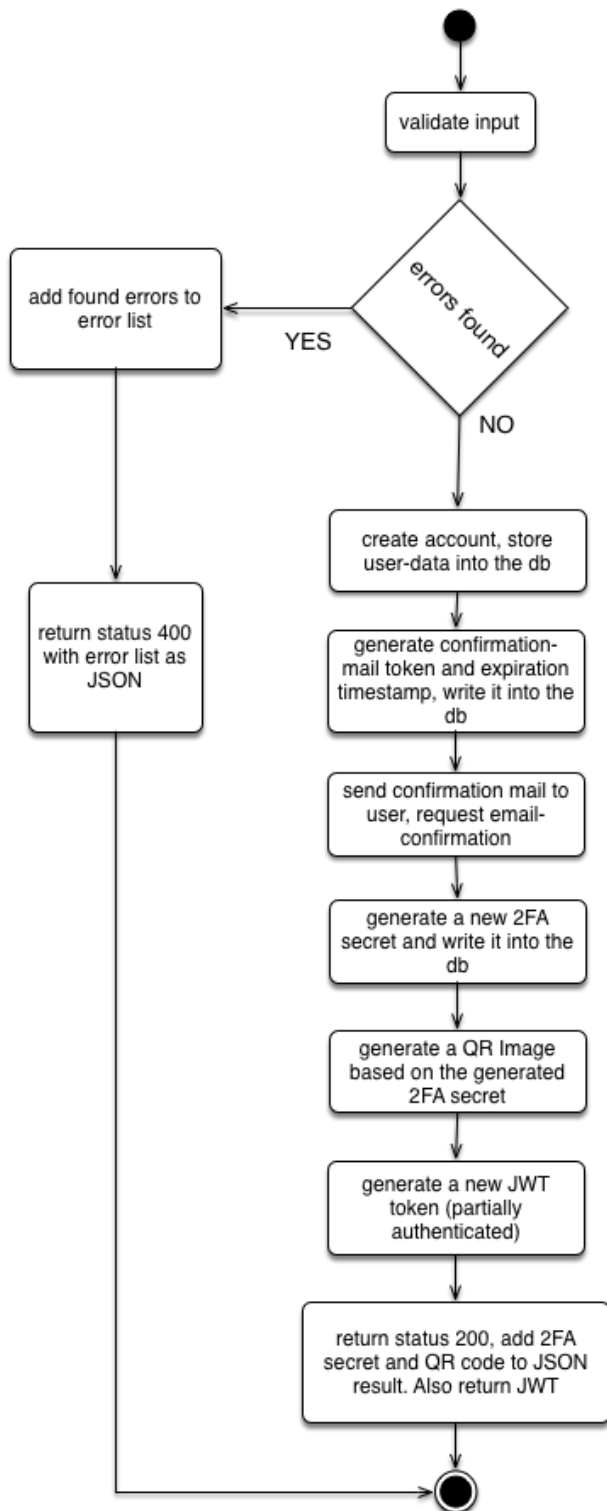 validate input
errors found
YES
add found errors to
error list
return status 400
with error list as
JSON
NO
create account, store
user-data into the db
generate confirmation-
mail token and expiration
timestamp, write it into the
db
send confirmation mail to
user, request email-
confirmation
generate a new 2FA
secret and write it into the
db
generate a QR Image
based on the generated
2FA secret
generate a new JWT
token (partially
authenticated)
return status 200, add 2FA
secret and QR code to JSON
result. Also return JWT